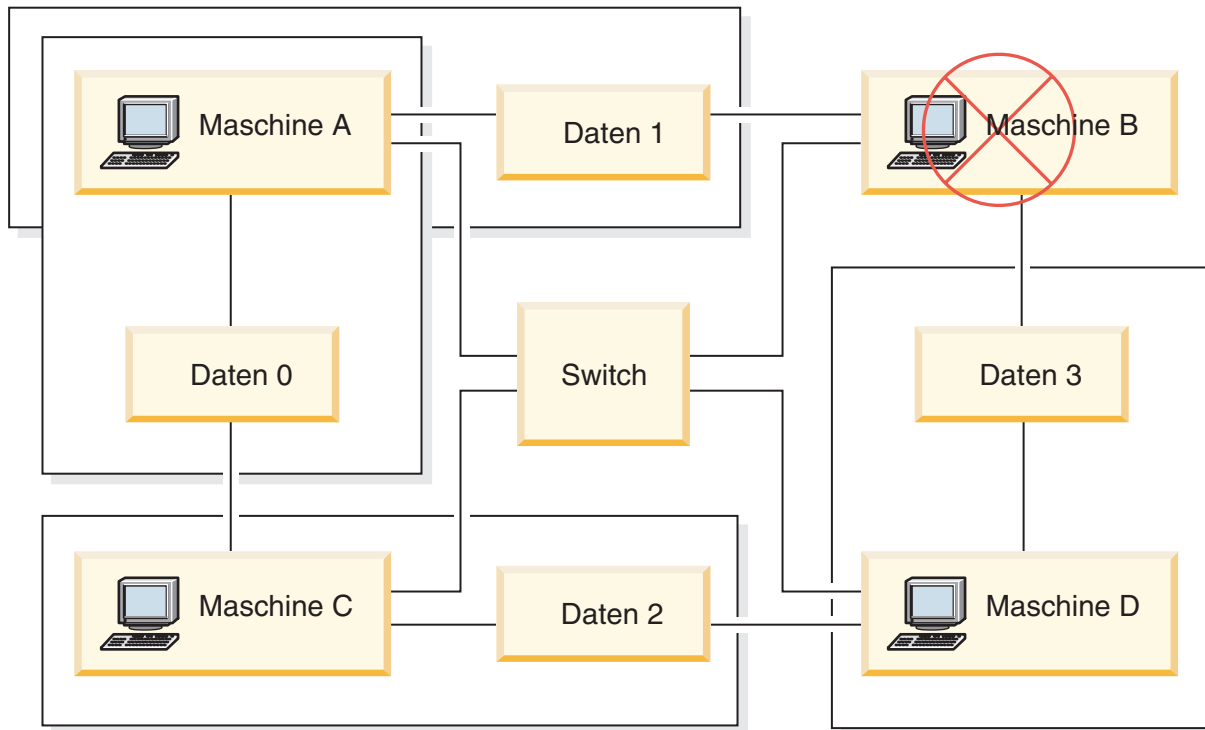 Maschine A
Daten 1
Maschine B
Daten 0
Switch
Daten 3
Maschine C
Daten 2
Maschine D